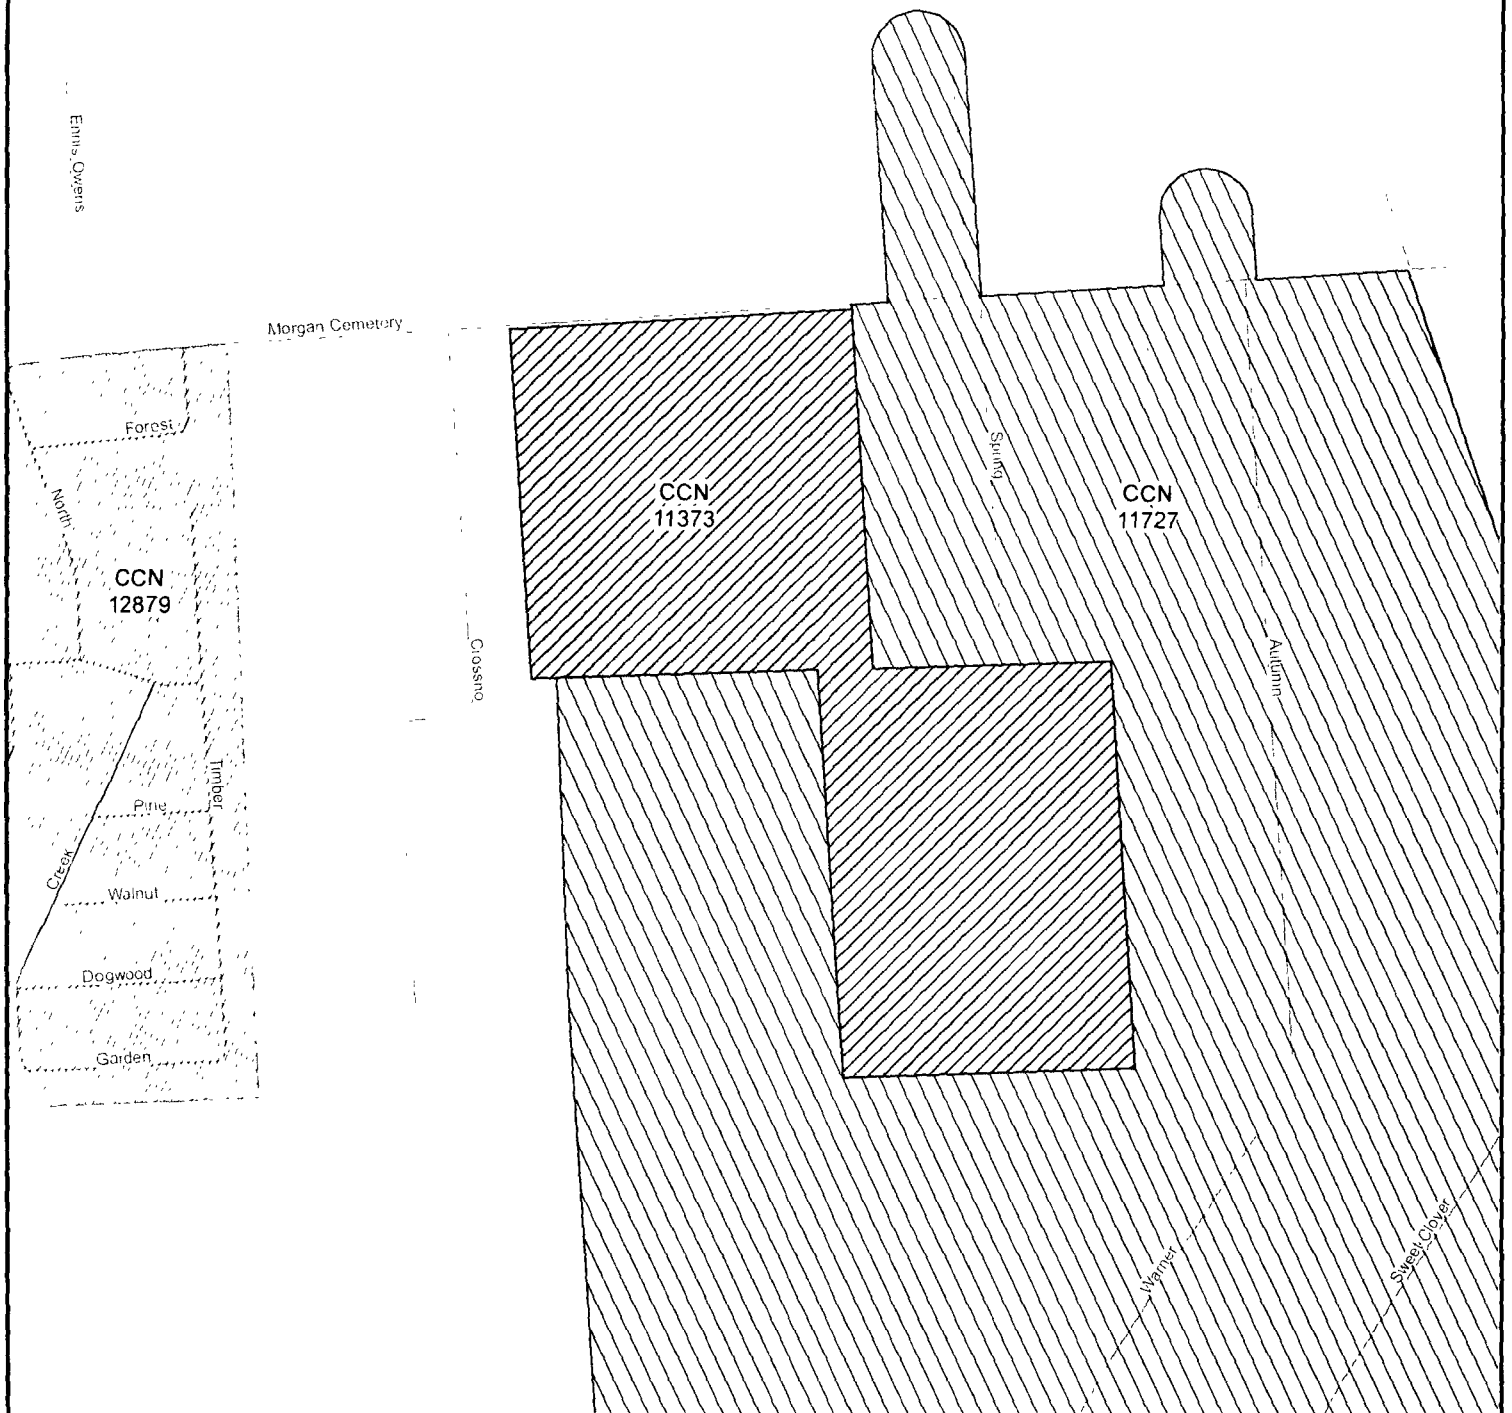 Ennis Owens
Morgan Cemetery
Forest
North
Spring
CCN
11373
CCN
11727
CCN
12879
Crossno
Autumn
Timber
Pine
Creek
Walnut
Dogwood
Garden
Warner
Sweet Clover